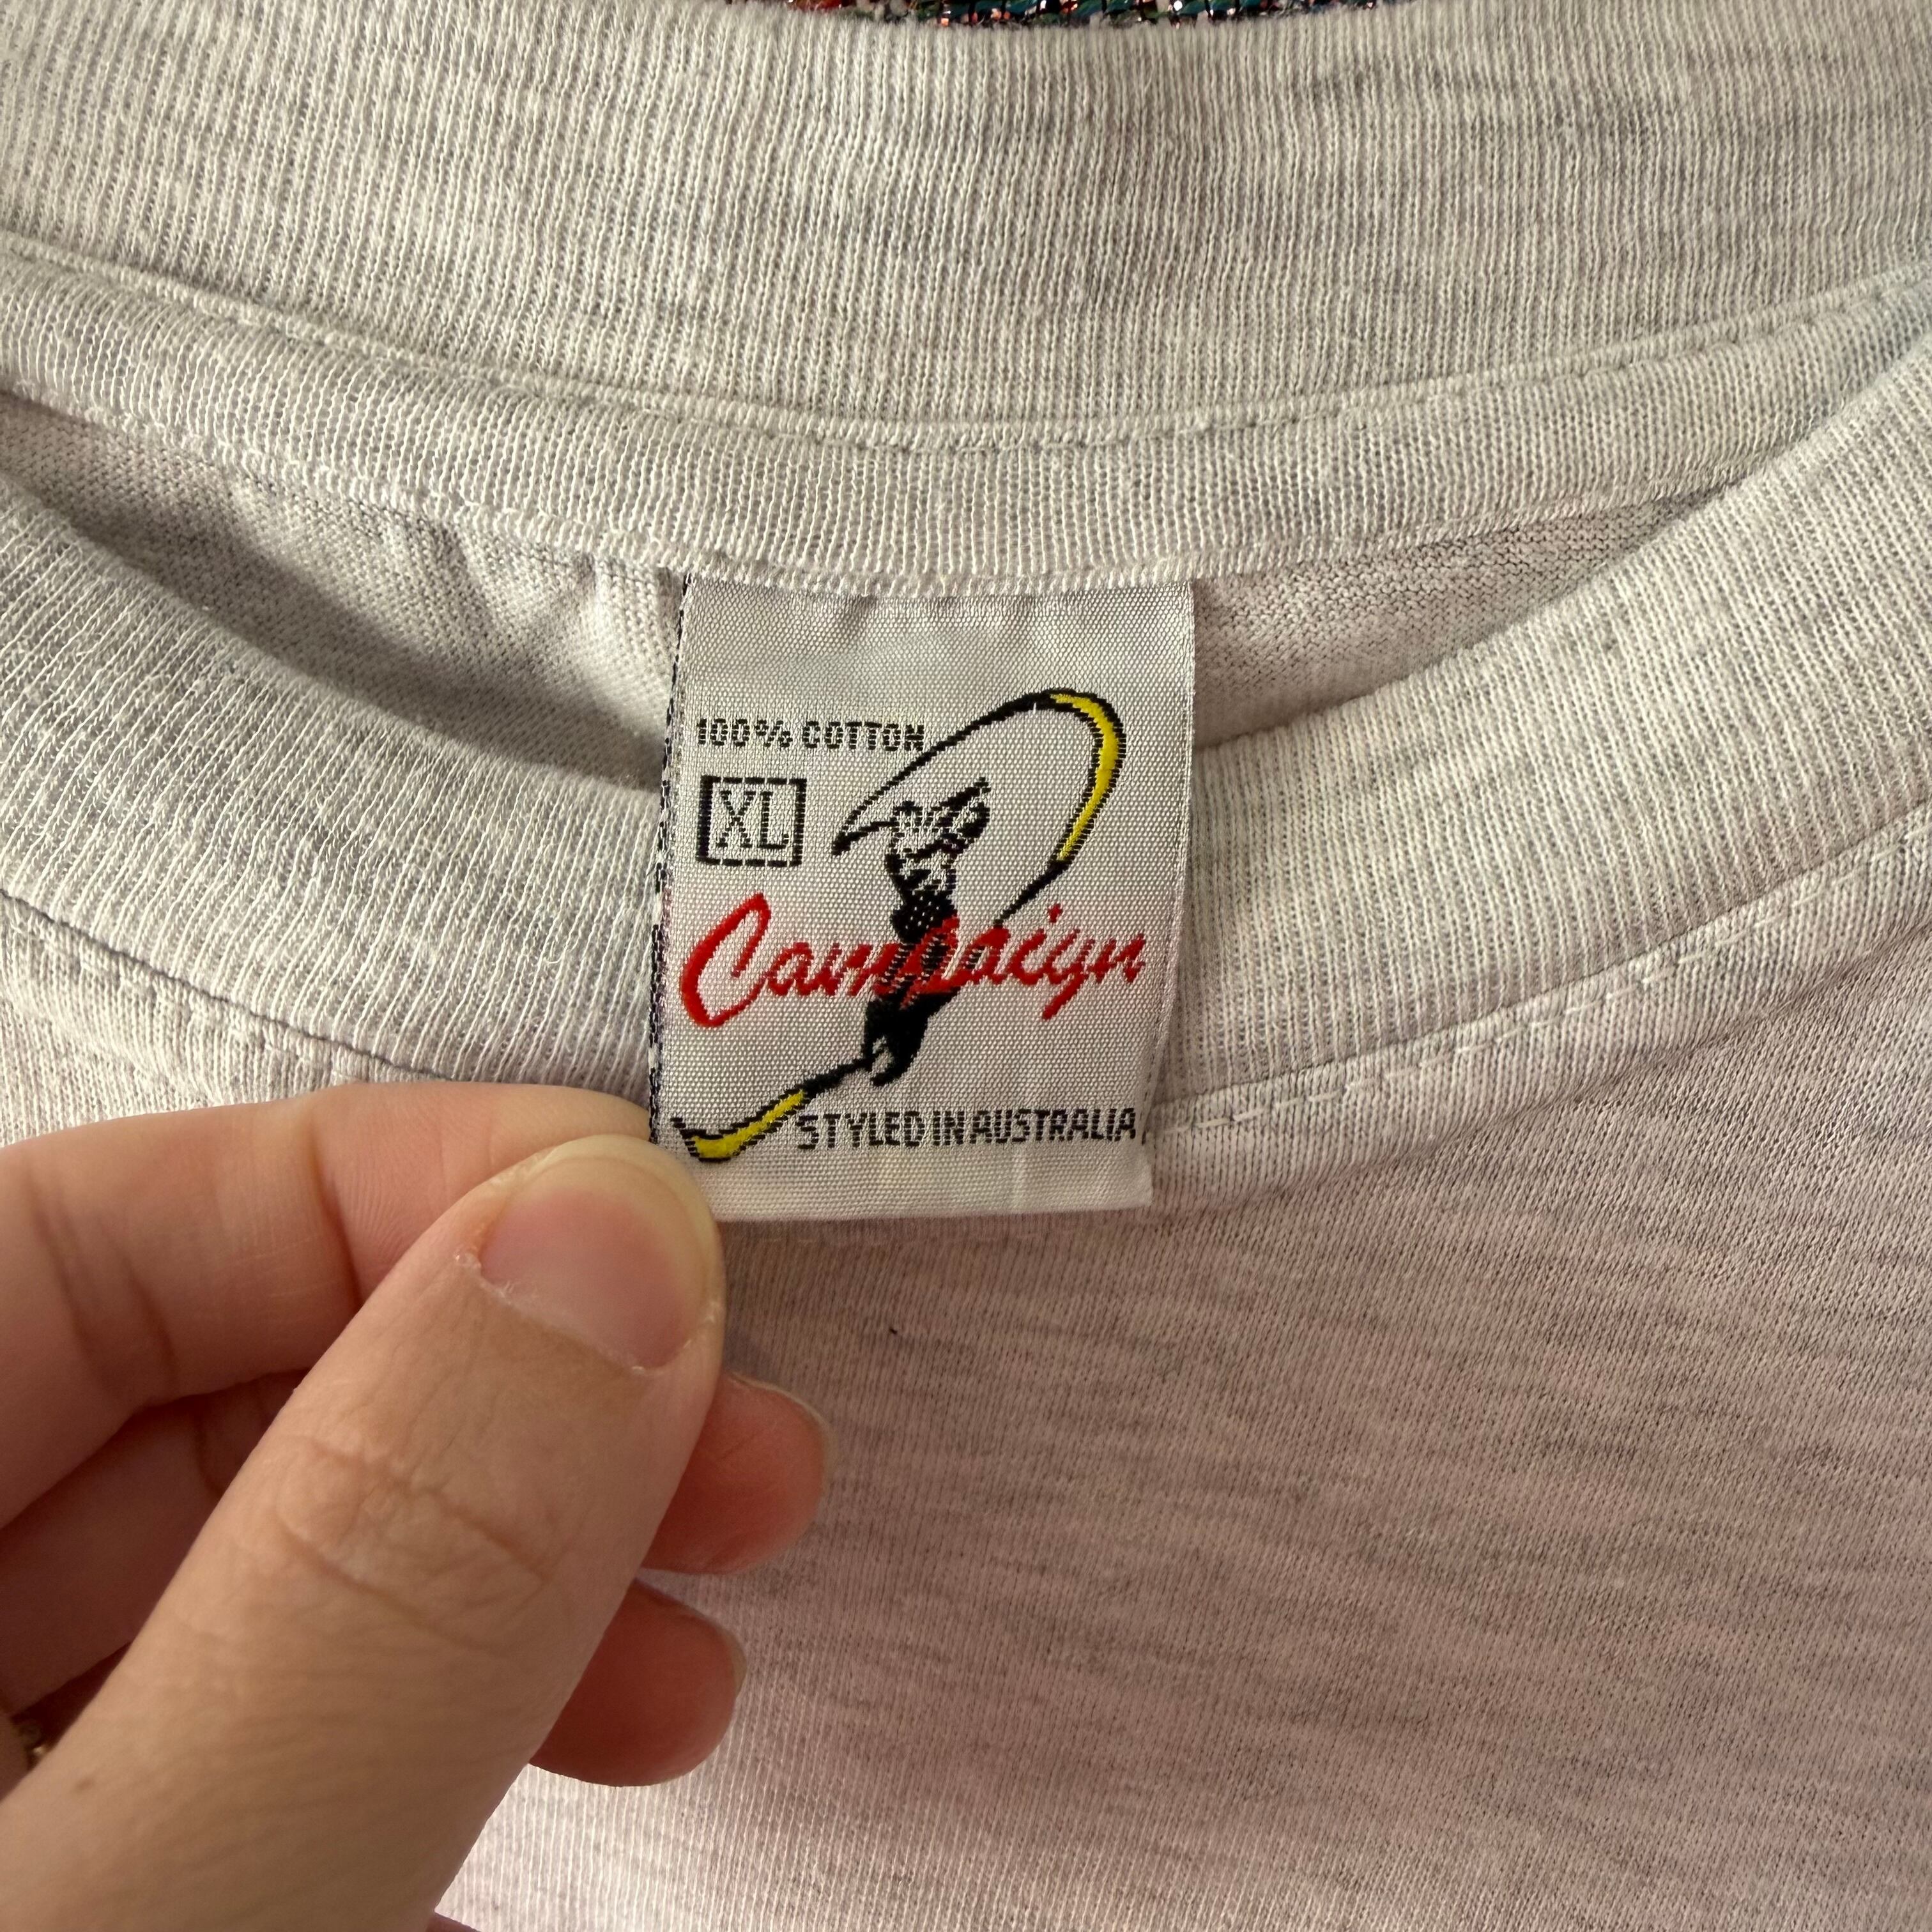 100% COTTON
XL
Campaign
STYLED IN AUSTRALIA